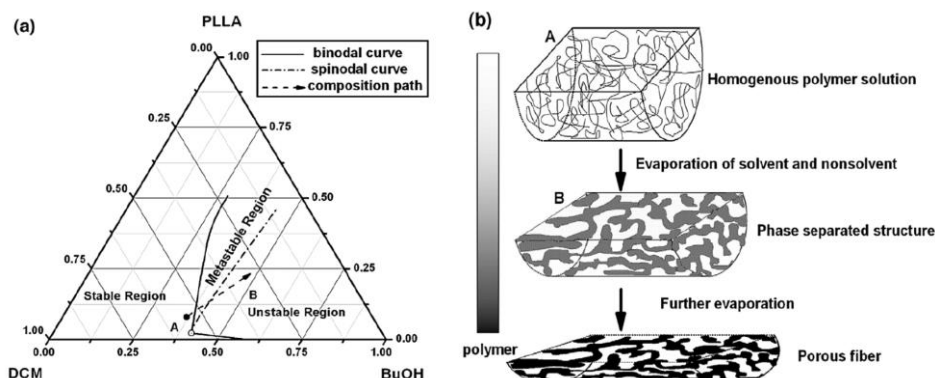 (a)
PLLA
0.00
1.00
binodal curve
spinodal curve
composition path
0.25
0.75
0.50
0.50
Metastable Region
0.75
0.25
B
Stable Region
A
Unstable Region
1.00
0.00
0.00
0.25
0.50
0.75
1.00
DCM
BuOH
(b)
A
Homogenous polymer solution
Evaporation of solvent and nonsolvent
B
Phase separated structure
Further evaporation
polymer
Porous fiber